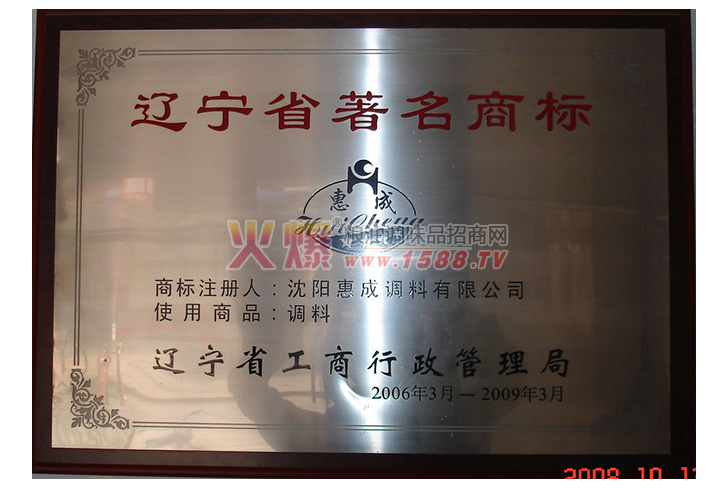 辽宁省著名商标
惠成
HuiCheng
火爆 调味品招商网
www.1588.TV
商标注册人：沈阳惠成调料有限公司
使用商品：调料
辽宁省工商行政管理局
2006年3月—2009年3月